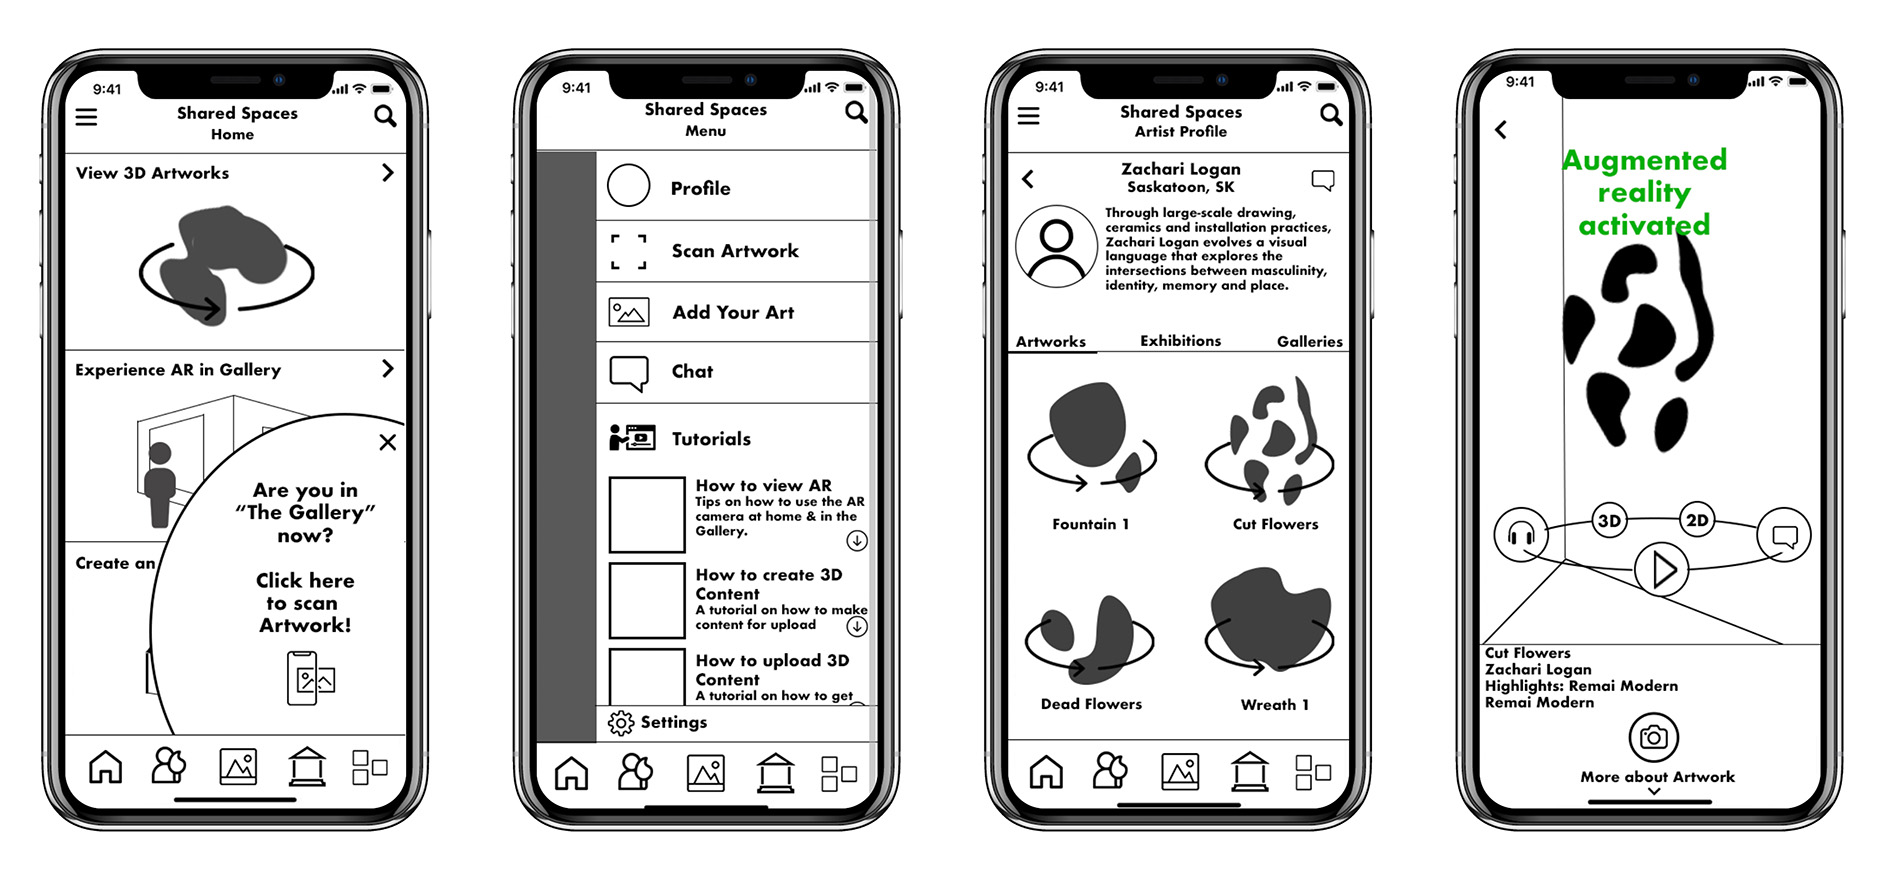 9:41
Shared Spaces
Home
View 3D Artworks
Experience AR in Gallery
Create an
Are you in
“The Gallery”
now?
Click here
to scan
Artwork!
9:41
Shared Spaces
Menu
Profile
Scan Artwork
Add Your Art
Chat
Tutorials
How to view AR
Tips on how to use the AR
camera at home & in the
Gallery.
How to create 3D
Content
A tutorial on how to make
content for upload
How to upload 3D
Content
A tutorial on how to get
Settings
9:41
Shared Spaces
Artist Profile
Zachari Logan
Saskatoon, SK
Through large-scale drawing,
ceramics and installation practices,
Zachari Logan evolves a visual
language that explores the
intersections between masculinity,
identity, memory and place.
Artworks Exhibitions Galleries
Fountain 1 Cut Flowers
Dead Flowers Wreath 1
9:41
Augmented
reality
activated
3D 2D
Cut Flowers
Zachari Logan
Highlights: Remai Modern
Remai Modern
More about Artwork